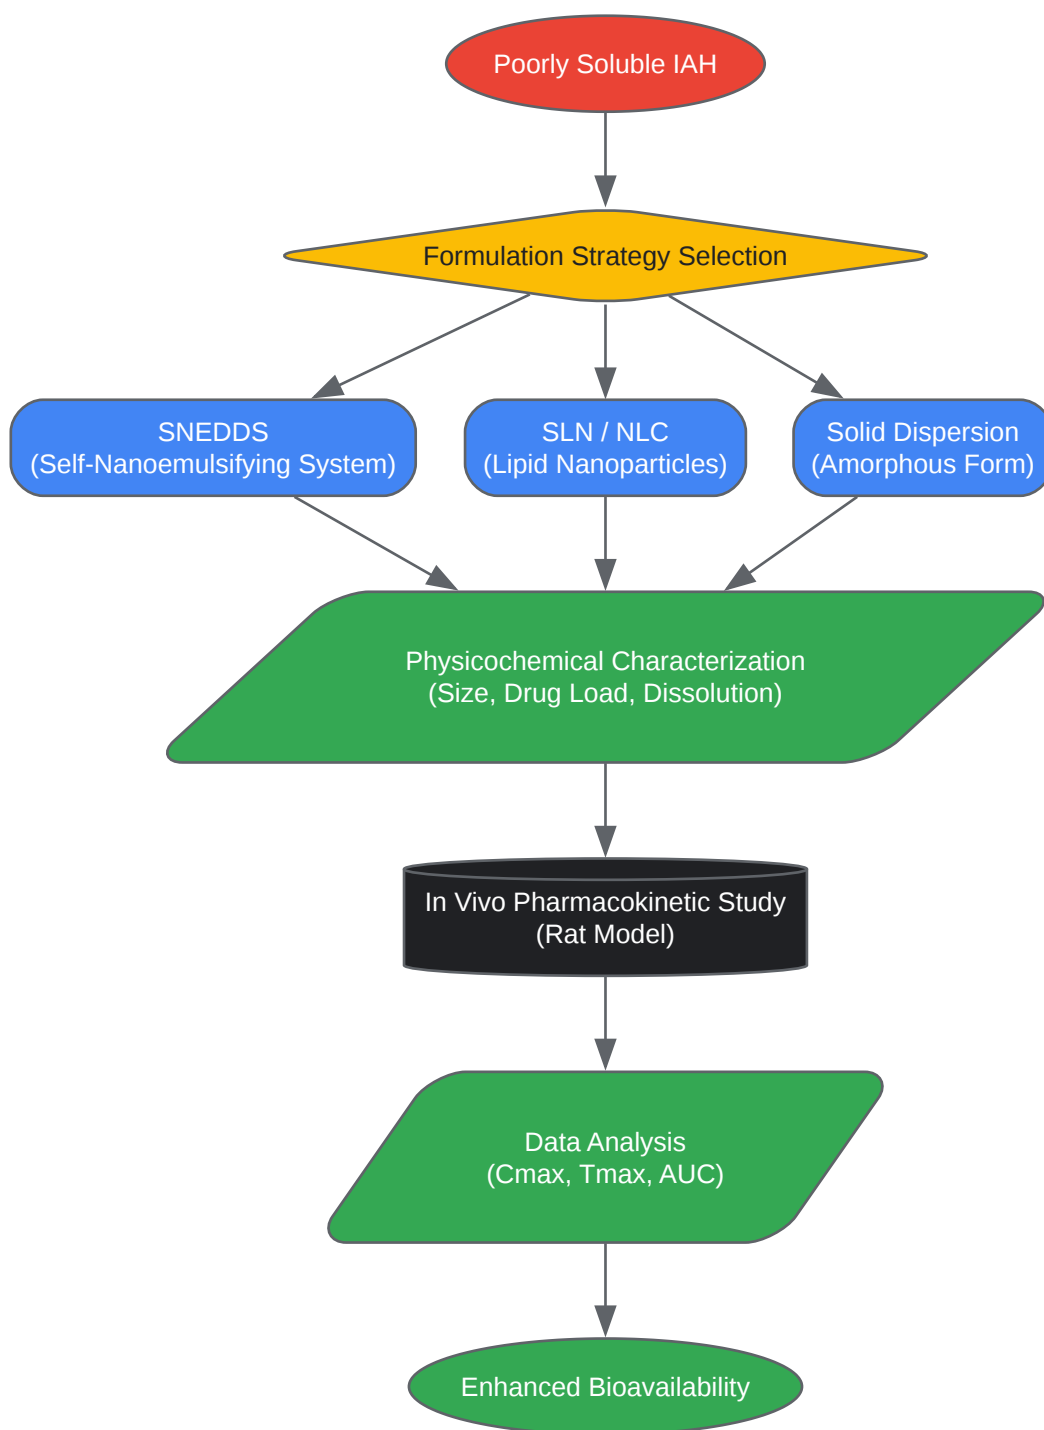 Poorly Soluble IAH
Formulation Strategy Selection
SNEDDS
(Self-Nanoemulsifying System)
SLN / NLC
(Lipid Nanoparticles)
Solid Dispersion
(Amorphous Form)
Physicochemical Characterization
(Size, Drug Load, Dissolution)
In Vivo Pharmacokinetic Study
(Rat Model)
Data Analysis
(Cmax, Tmax, AUC)
Enhanced Bioavailability